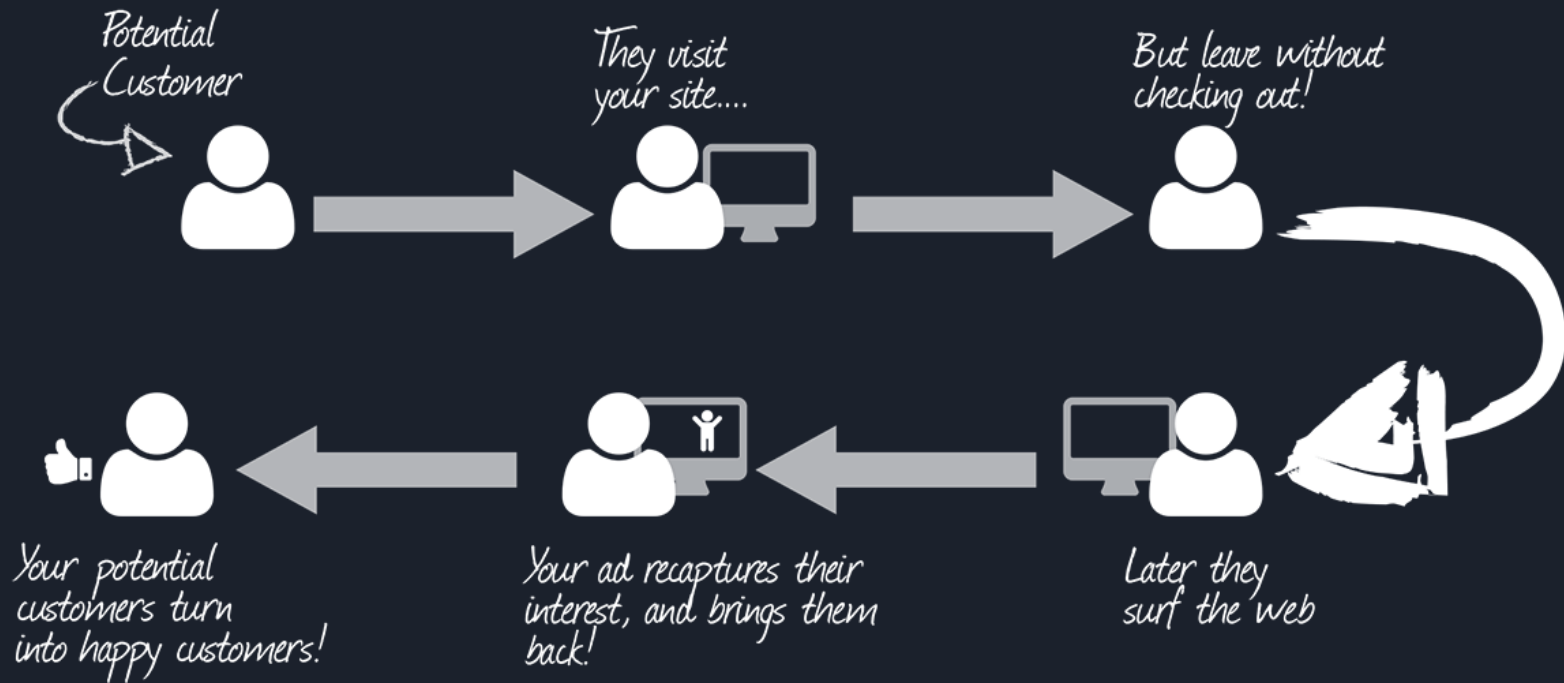 Potential
Customer
They visit
your site....
But leave without
checking out!
Later they
surf the web
Your ad recaptures their
interest, and brings them
back!
Your potential
customers turn
into happy customers!